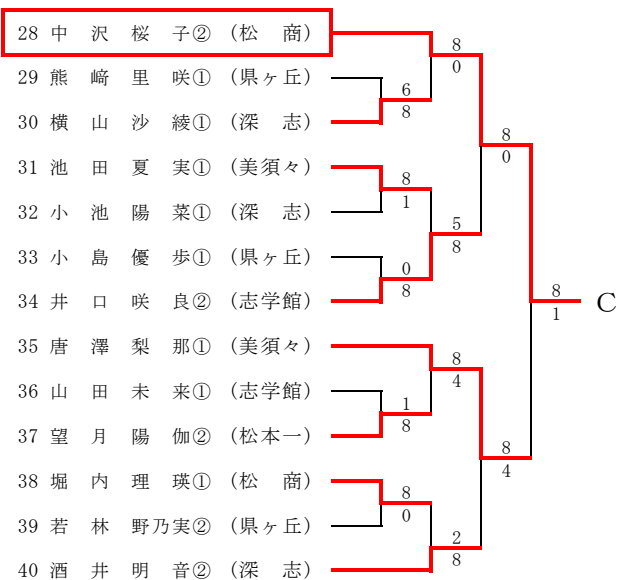 28 中 沢 桜 子② (松 商)
29 熊 﨑 里 咲① (県ヶ丘)
30 横 山 沙 綾① (深 志)
31 池 田 夏 実① (美須々)
32 小 池 陽 菜① (深 志)
33 小 島 優 歩① (県ヶ丘)
34 井 口 咲 良② (志学館)
35 唐 澤 梨 那① (美須々)
36 山 田 未 来① (志学館)
37 望 月 陽 伽② (松本一)
38 堀 内 理 瑛① (松 商)
39 若 林 野乃実② (県ヶ丘)
40 酒 井 明 音② (深 志)
6
8
8
1
0
8
1
8
8
0
8
0
5
8
8
4
2
8
8
0
8
4
8
1
C